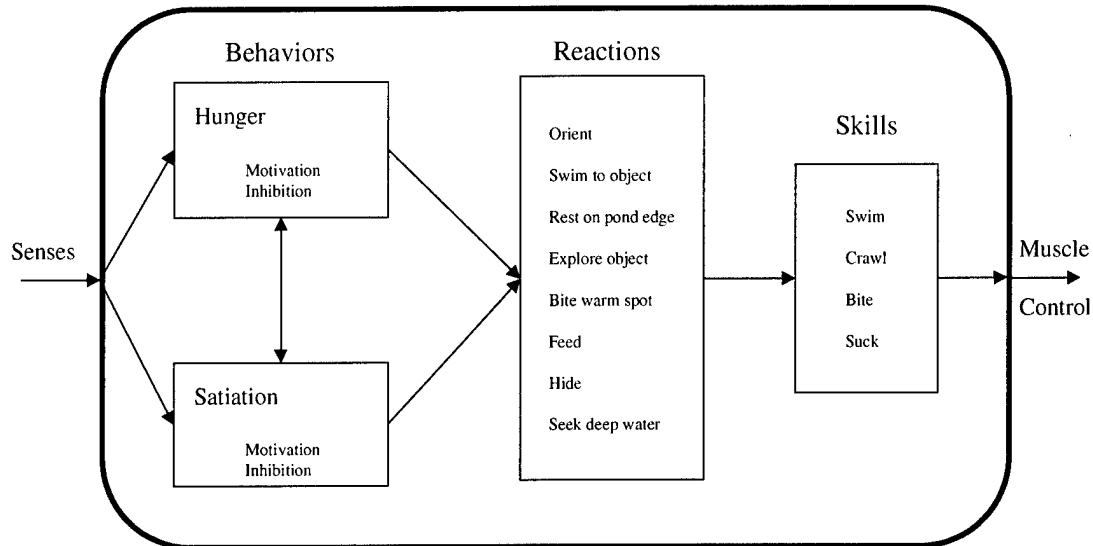 Behaviors
Reactions
Skills
Senses
Hunger
Motivation
Inhibition
Satiation
Motivation
Inhibition
Orient
Swim to object
Rest on pond edge
Explore object
Bite warm spot
Feed
Hide
Seek deep water
Swim
Crawl
Bite
Suck
Muscle
Control